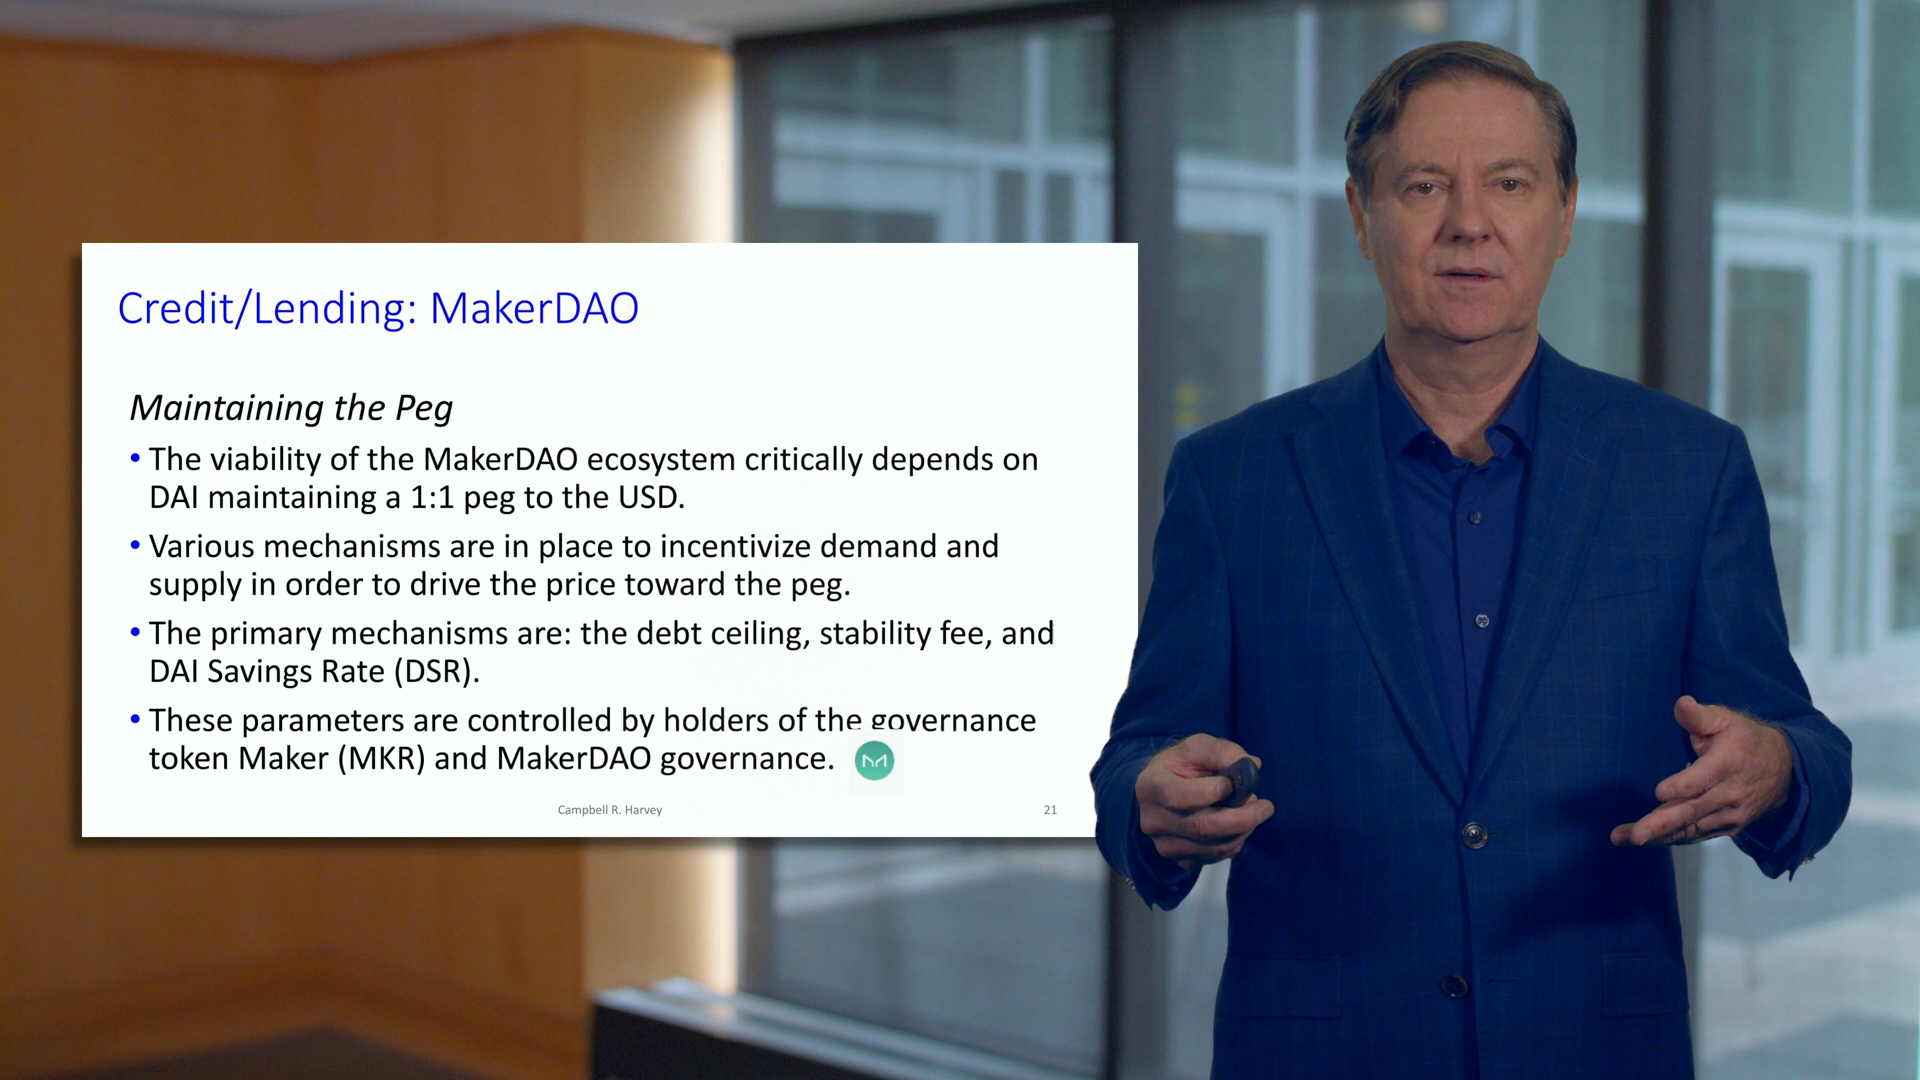 Credit/Lending: MakerDAO
Maintaining the Peg
• The viability of the MakerDAO ecosystem critically depends on
DAI maintaining a 1:1 peg to the USD.
• Various mechanisms are in place to incentivize demand and
supply in order to drive the price toward the peg.
• The primary mechanisms are: the debt ceiling, stability fee, and
DAI Savings Rate (DSR).
• These parameters are controlled by holders of the governance
token Maker (MKR) and MakerDAO governance.
Campbell R. Harvey
21